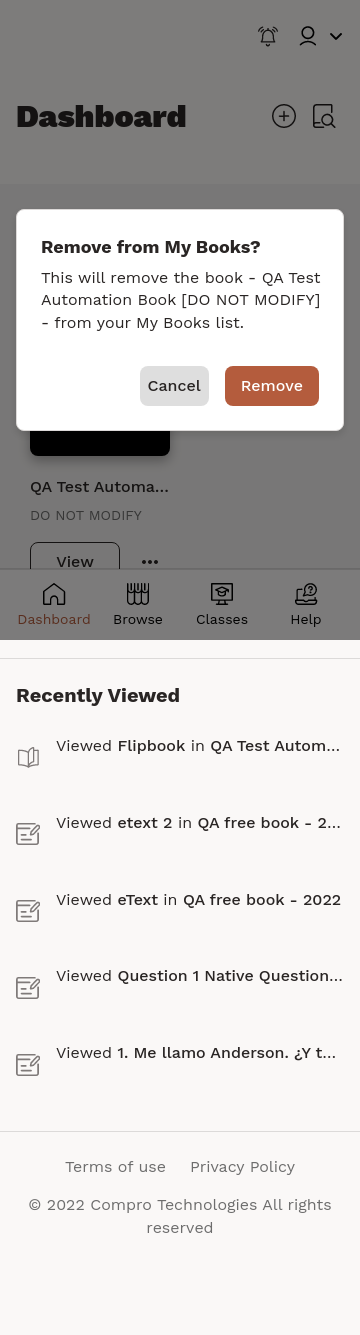 Dashboard
Remove from My Books?
This will remove the book - QA Test
Automation Book [DO NOT MODIFY]
- from your My Books list.
Cancel
Remove
QA Test Automa...
DO NOT MODIFY
View
Dashboard
Browse
Classes
Help
Recently Viewed
Viewed Flipbook in QA Test Autom...
Viewed etext 2 in QA free book - 2...
Viewed eText in QA free book - 2022
Viewed Question 1 Native Question...
Viewed 1. Me llamo Anderson. ¿Y t...
Terms of use
Privacy Policy
© 2022 Compro Technologies All rights
reserved